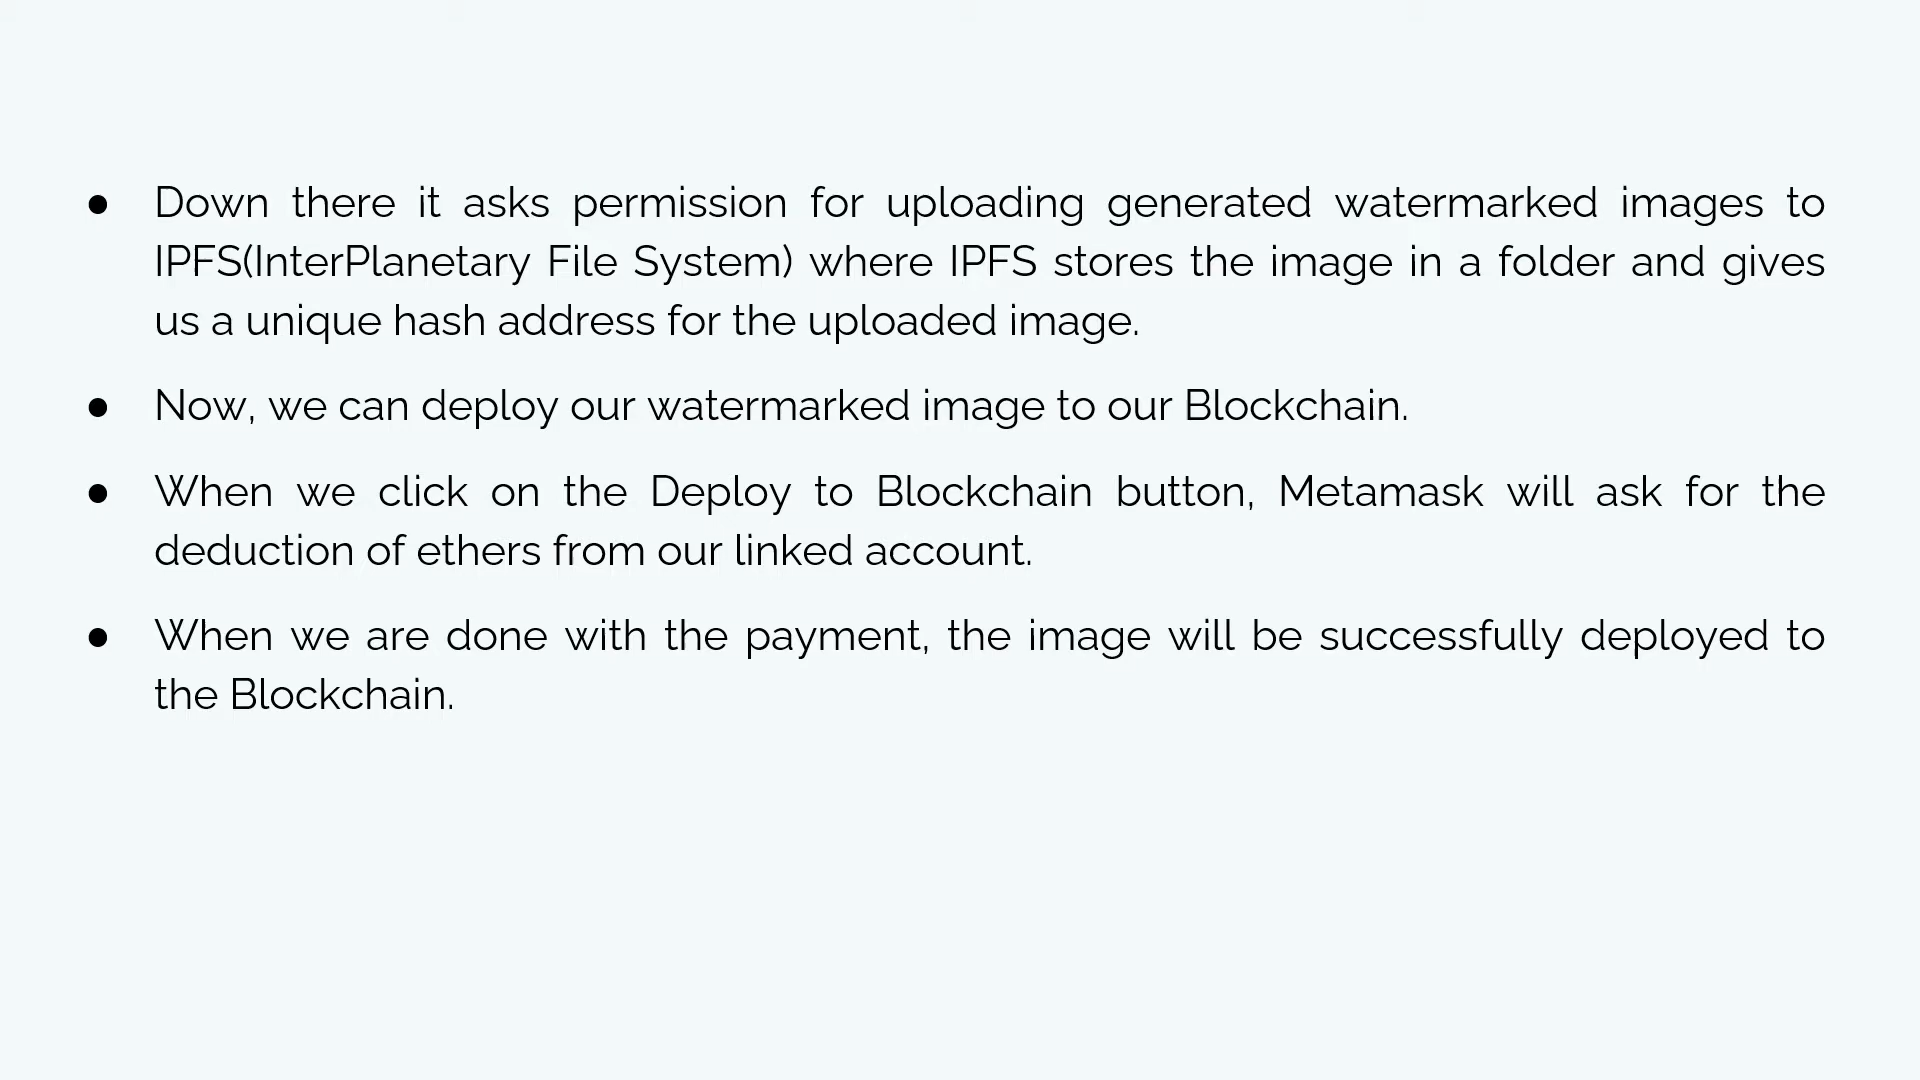 ● Down there it asks permission for uploading generated watermarked images to
IPFS(InterPlanetary File System) where IPFS stores the image in a folder and gives
us a unique hash address for the uploaded image.
● Now, we can deploy our watermarked image to our Blockchain.
● When we click on the Deploy to Blockchain button, Metamask will ask for the
deduction of ethers from our linked account.
● When we are done with the payment, the image will be successfully deployed to
the Blockchain.